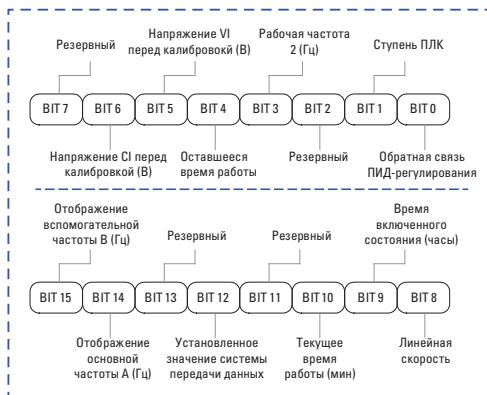 Резервный
Напряжение VI
перед калибровкой (В)
Рабочая частота
2 (Гц)
Ступень ПЛК
BIT 7
BIT 6
BIT 5
BIT 4
BIT 3
BIT 2
BIT 1
BIT 0
Напряжение CI перед
калибровкой (В)
Оставшееся
время работы
Резервный
Обратная связь
ПИД-регулирования
Отображение
вспомогательной
частоты B (Гц)
Резервный
Резервный
Время
включенного
состояния (часы)
BIT 15
BIT 14
BIT 13
BIT 12
BIT 11
BIT 10
BIT 9
BIT 8
Отображение
основной
частоты A (Гц)
Установленное
значение системы
передачи данных
Текущее
время
работы (мин)
Линейная
скорость